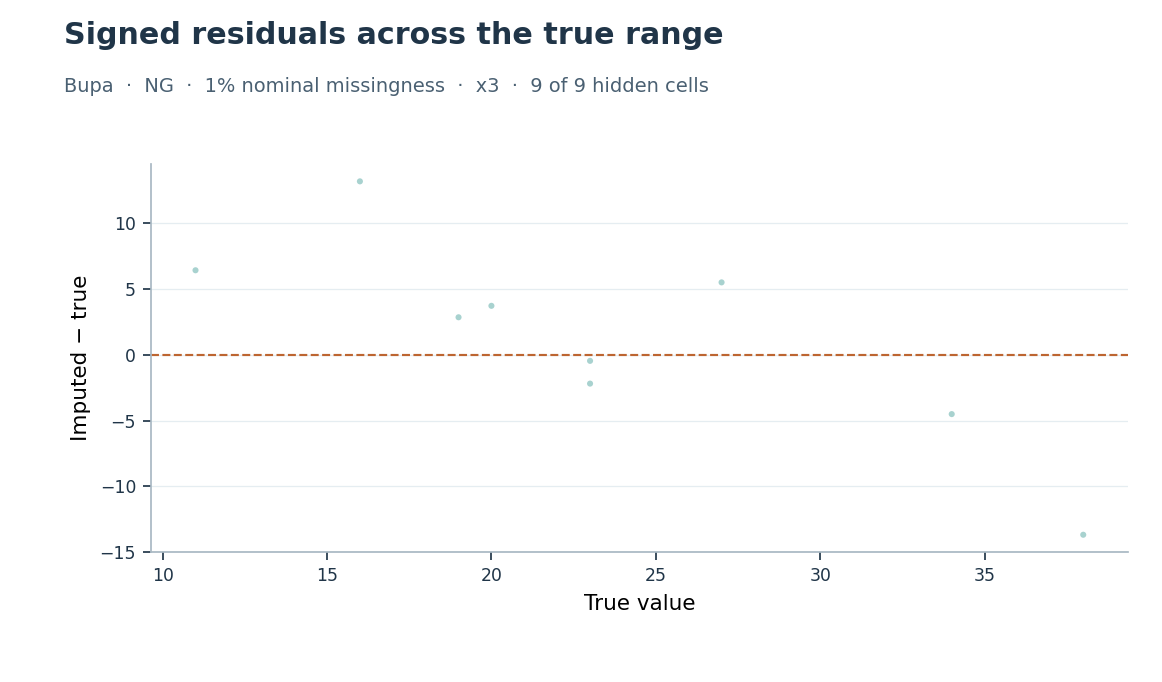 Signed residuals across the true range
Bupa · NG · 1% nominal missingness · x3 · 9 of 9 hidden cells
Imputed − true
10
5
0
−5
−10
−15
10 15 20 25 30 35
True value